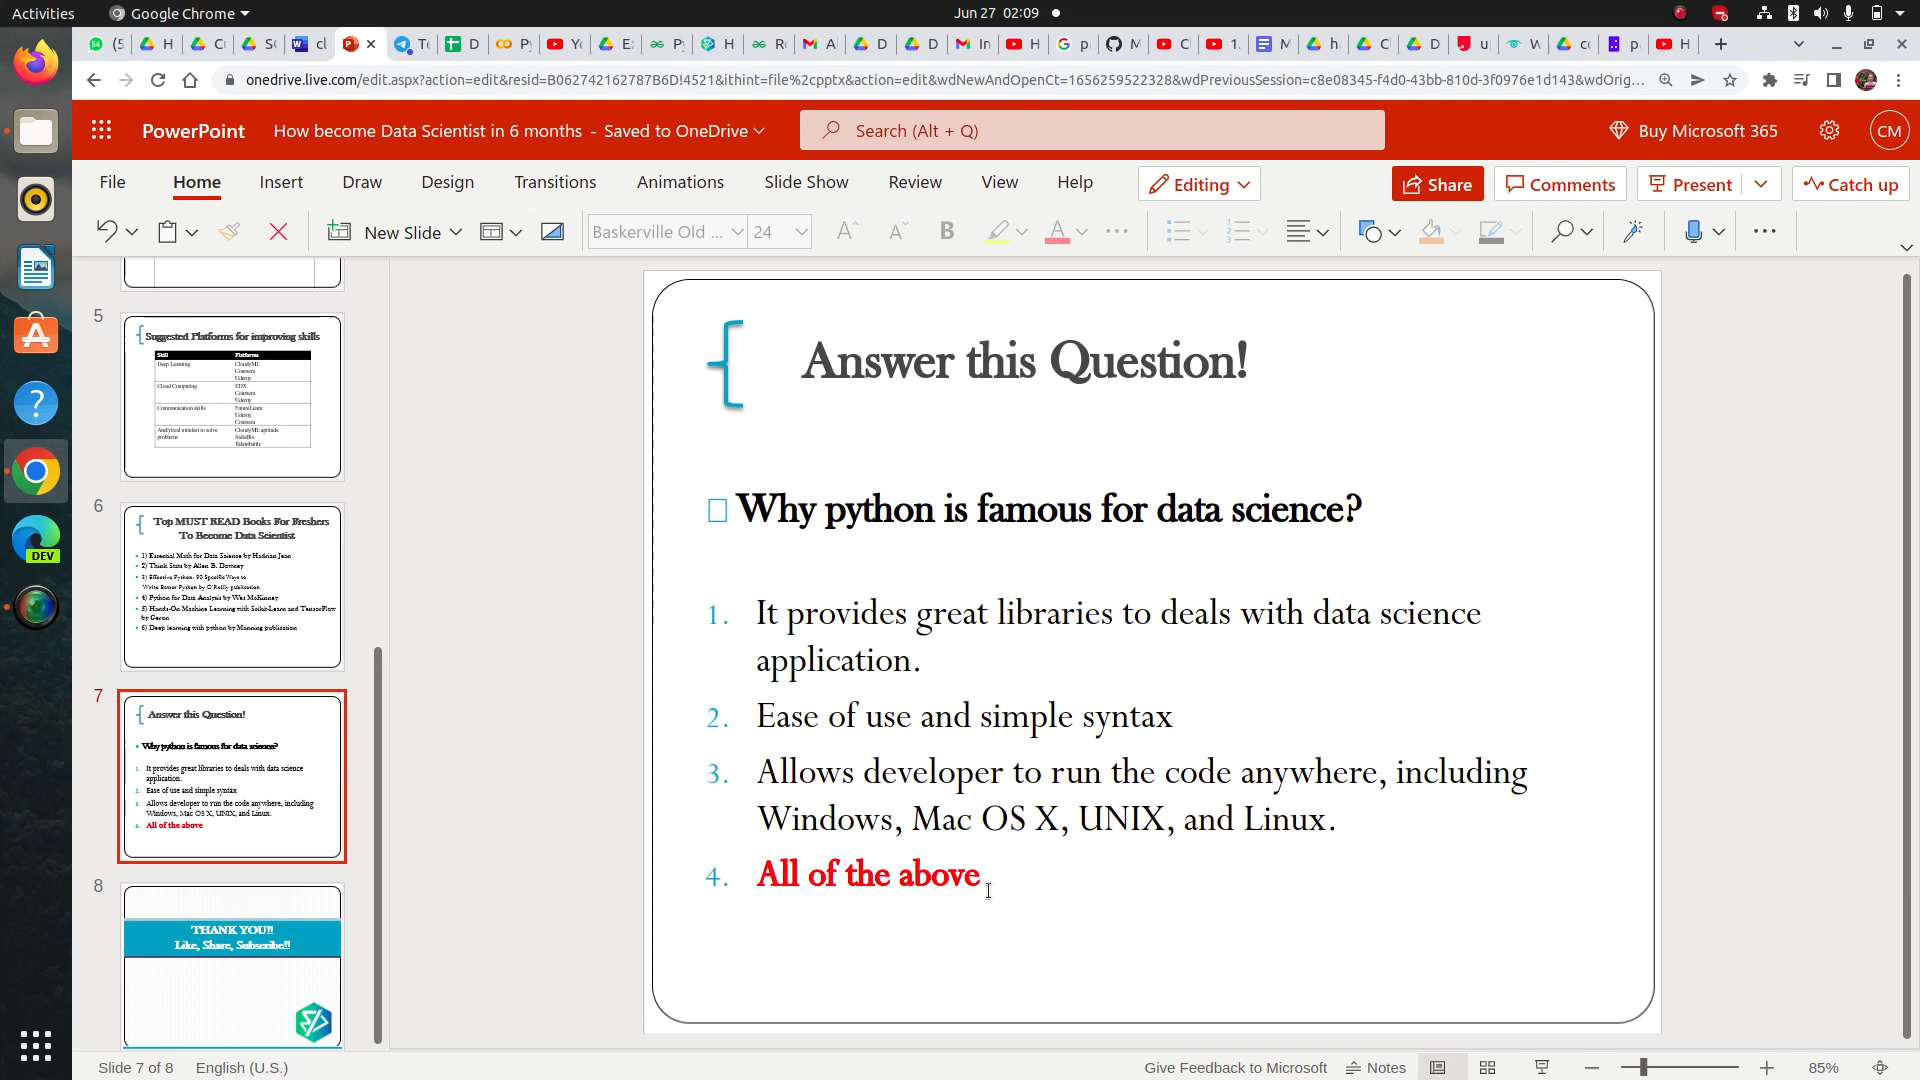 Activities
Google Chrome
Jun 27 02:09
onedrive.live.com/edit.aspx?action=edit&resid=B062742162787B6D!4521&ithint=file%2cpptx&action=edit&wdNewAndOpenCt=1656259522328&wdPreviousSession=c8e08345-f4d0-43bb-810d-3f0976e1d143&wdOrig...
PowerPoint
How become Data Scientist in 6 months - Saved to OneDrive
Search (Alt + Q)
Buy Microsoft 365
CM
File Home Insert Draw Design Transitions Animations Slide Show Review View Help
Editing
Share
Comments
Present
Catch up
New Slide
Baskerville Old ...
24
5
Suggested Platforms for improving skills
Skill Platforms
Deep Learning CloudyML
Coursera
Udemy
Cloud Computing EDX
Coursera
Udemy
Communication skills FutureLearn
Udemy
Coursera
Analytical mindset to solve CloudyML aptitude
problems IndiaBix
6
Top MUST READ Books For Freshers
To Become Data Scientist
1) Essential Math for Data Science by Hadrien Jean
2) Think Stats by Allen B. Downey
3) Effective Python: 90 Specific Ways to
Write Better Python by O'Reilly publication
4) Python for Data Analysis by Wes McKinney
5) Hands-On Machine Learning with Scikit-Learn and TensorFlow
by Geron
6) Deep learning with python by Manning publication
7
Answer this Question!
Why python is famous for data science?
1. It provides great libraries to deals with data science
application.
2. Ease of use and simple syntax
3. Allows developer to run the code anywhere, including
Windows, Mac OS X, UNIX, and Linux.
4. All of the above
8
THANK YOU!!
Like, Share, Subscribe!!
Answer this Question!
Why python is famous for data science?
1. It provides great libraries to deals with data science
application.
2. Ease of use and simple syntax
3. Allows developer to run the code anywhere, including
Windows, Mac OS X, UNIX, and Linux.
4. All of the above
DEV
Slide 7 of 8
English (U.S.)
Give Feedback to Microsoft
Notes
85%